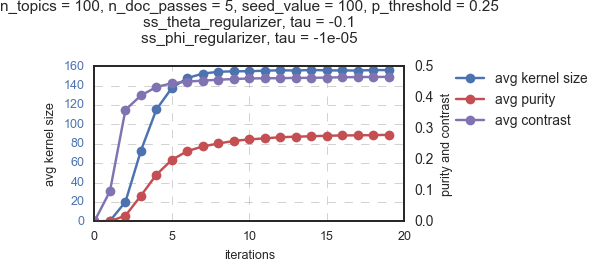 n_topics = 100, n_doc_passes = 5, seed_value = 100, p_threshold = 0.25
ss_theta_regularizer, tau = -0.1
ss_phi_regularizer, tau = -1e-05
160
140
120
100
80
60
40
20
0
avg kernel size
0 5 10 15 20
iterations
0.5
0.4
0.3
0.2
0.1
0.0
purity and contrast
avg kernel size
avg purity
avg contrast